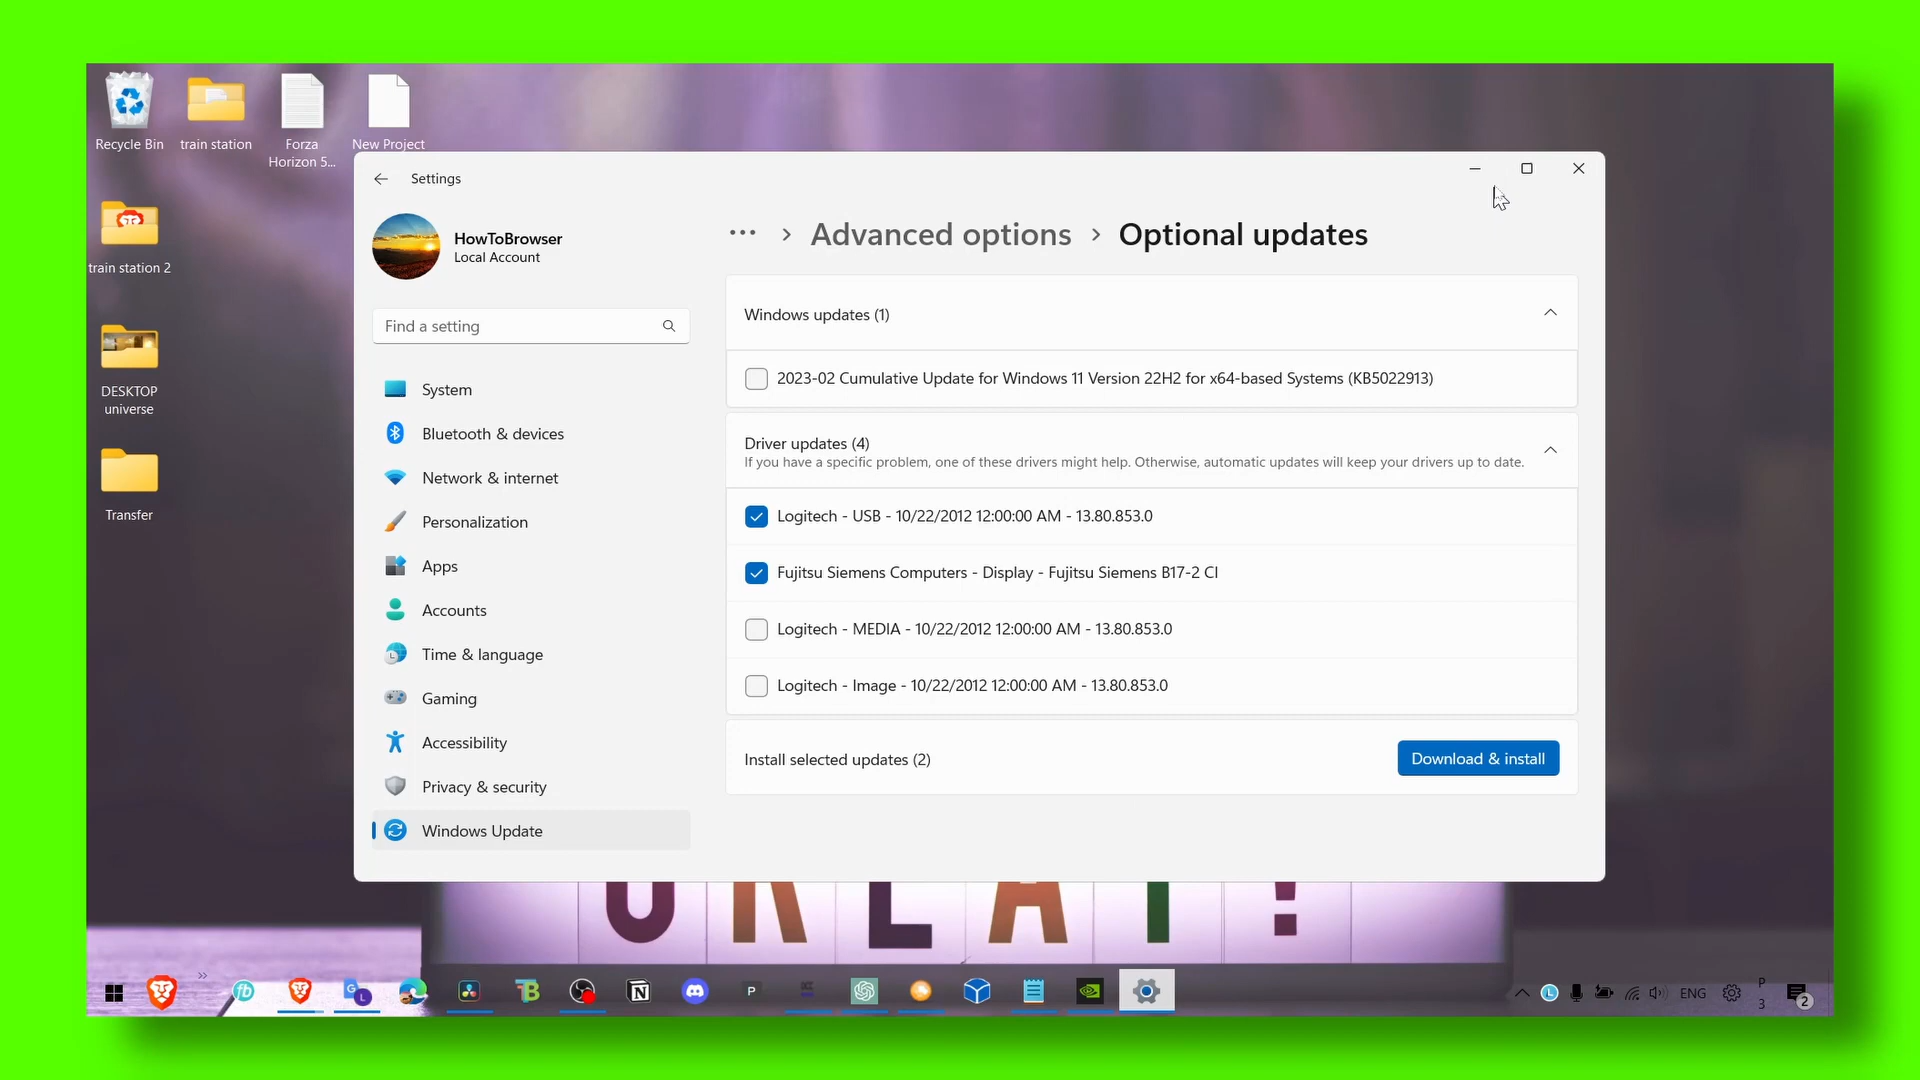 Recycle Bin
train station
Forza
Horizon 5...
New Project
train station 2
DESKTOP
universe
Transfer
Settings
HowToBrowser
Local Account
Find a setting
System
Bluetooth & devices
Network & internet
Personalization
Apps
Accounts
Time & language
Gaming
Accessibility
Privacy & security
Windows Update
... > Advanced options > Optional updates
Windows updates (1)
2023-02 Cumulative Update for Windows 11 Version 22H2 for x64-based Systems (KB5022913)
Driver updates (4)
If you have a specific problem, one of these drivers might help. Otherwise, automatic updates will keep your drivers up to date.
Logitech - USB - 10/22/2012 12:00:00 AM - 13.80.853.0
Fujitsu Siemens Computers - Display - Fujitsu Siemens B17-2 CI
Logitech - MEDIA - 10/22/2012 12:00:00 AM - 13.80.853.0
Logitech - Image - 10/22/2012 12:00:00 AM - 13.80.853.0
Install selected updates (2)
Download & install
GREAT!
ENG
P
3
2